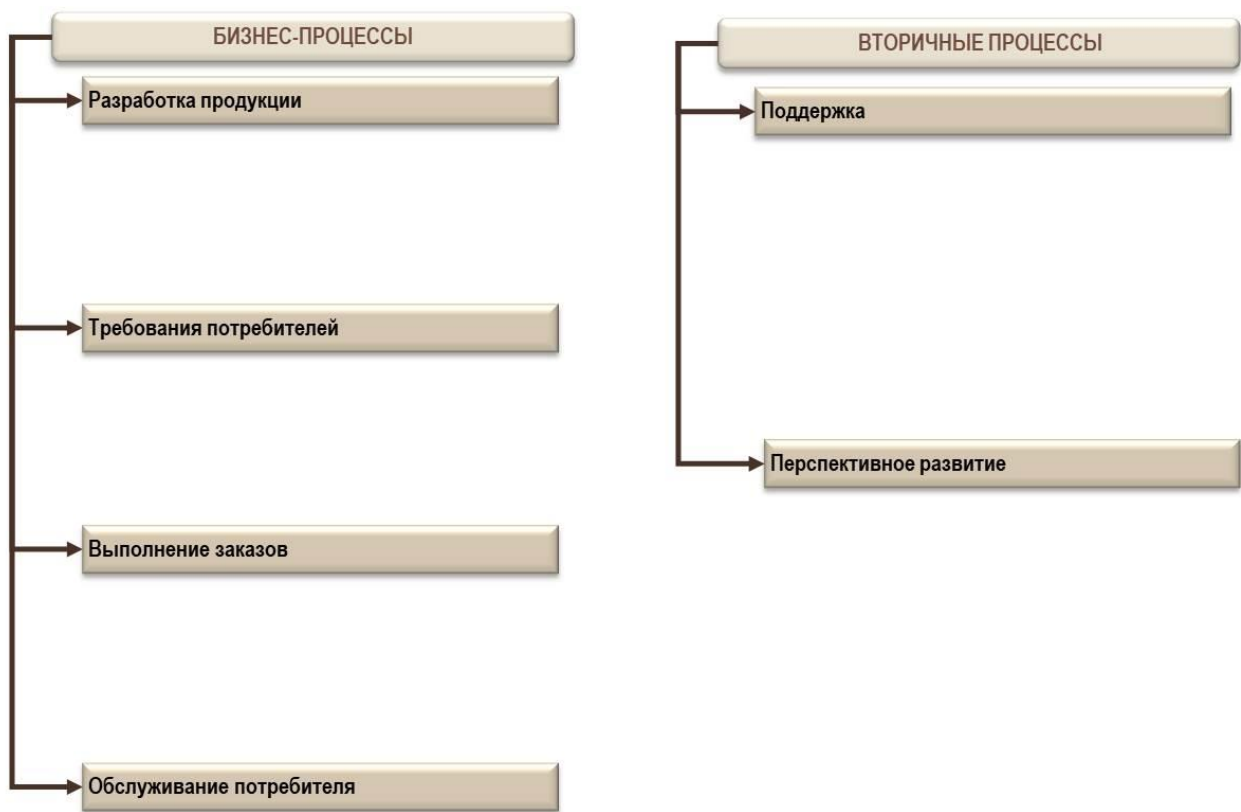 БИЗНЕС-ПРОЦЕССЫ
Разработка продукции
Требования потребителей
Выполнение заказов
Обслуживание потребителя
ВТОРИЧНЫЕ ПРОЦЕССЫ
Поддержка
Перспективное развитие